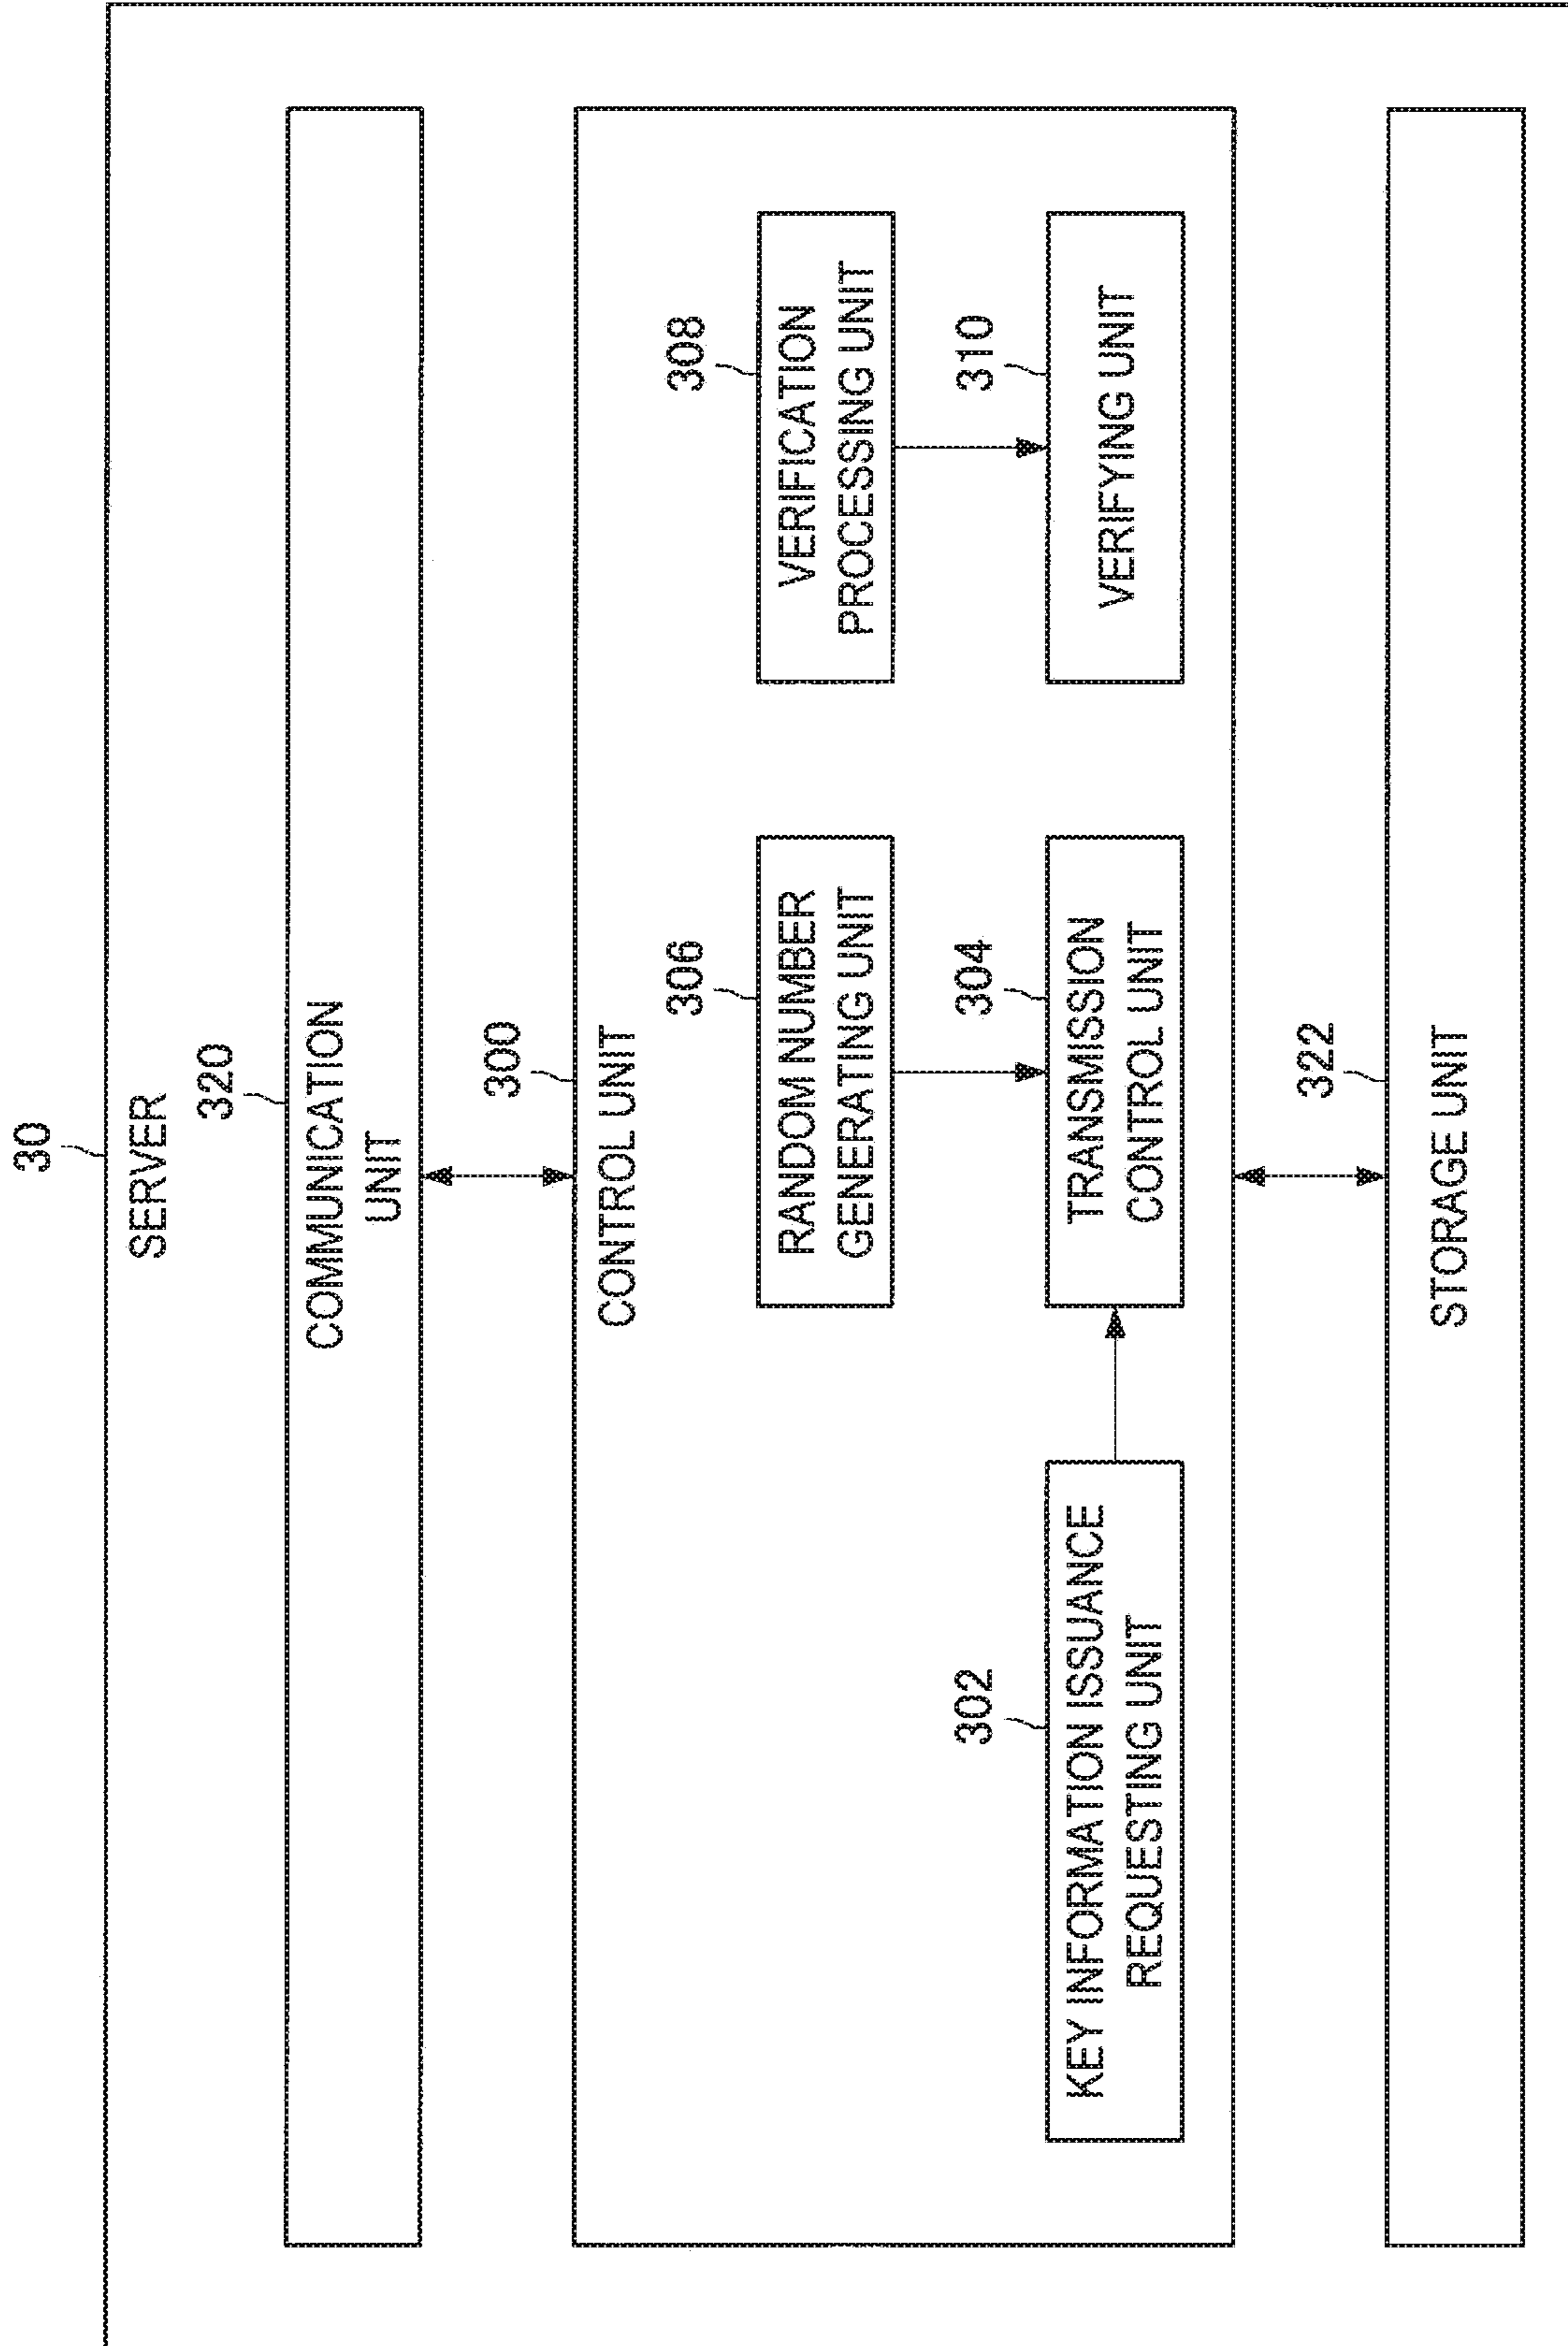 30
SERVER
320
COMMUNICATION
UNIT
300
CONTROL UNIT
306
RANDOM NUMBER
GENERATING UNIT
308
VERIFICATION
PROCESSING UNIT
302
KEY INFORMATION ISSUANCE
REQUESTING UNIT
304
TRANSMISSION
CONTROL UNIT
310
VERIFYING UNIT
322
STORAGE UNIT